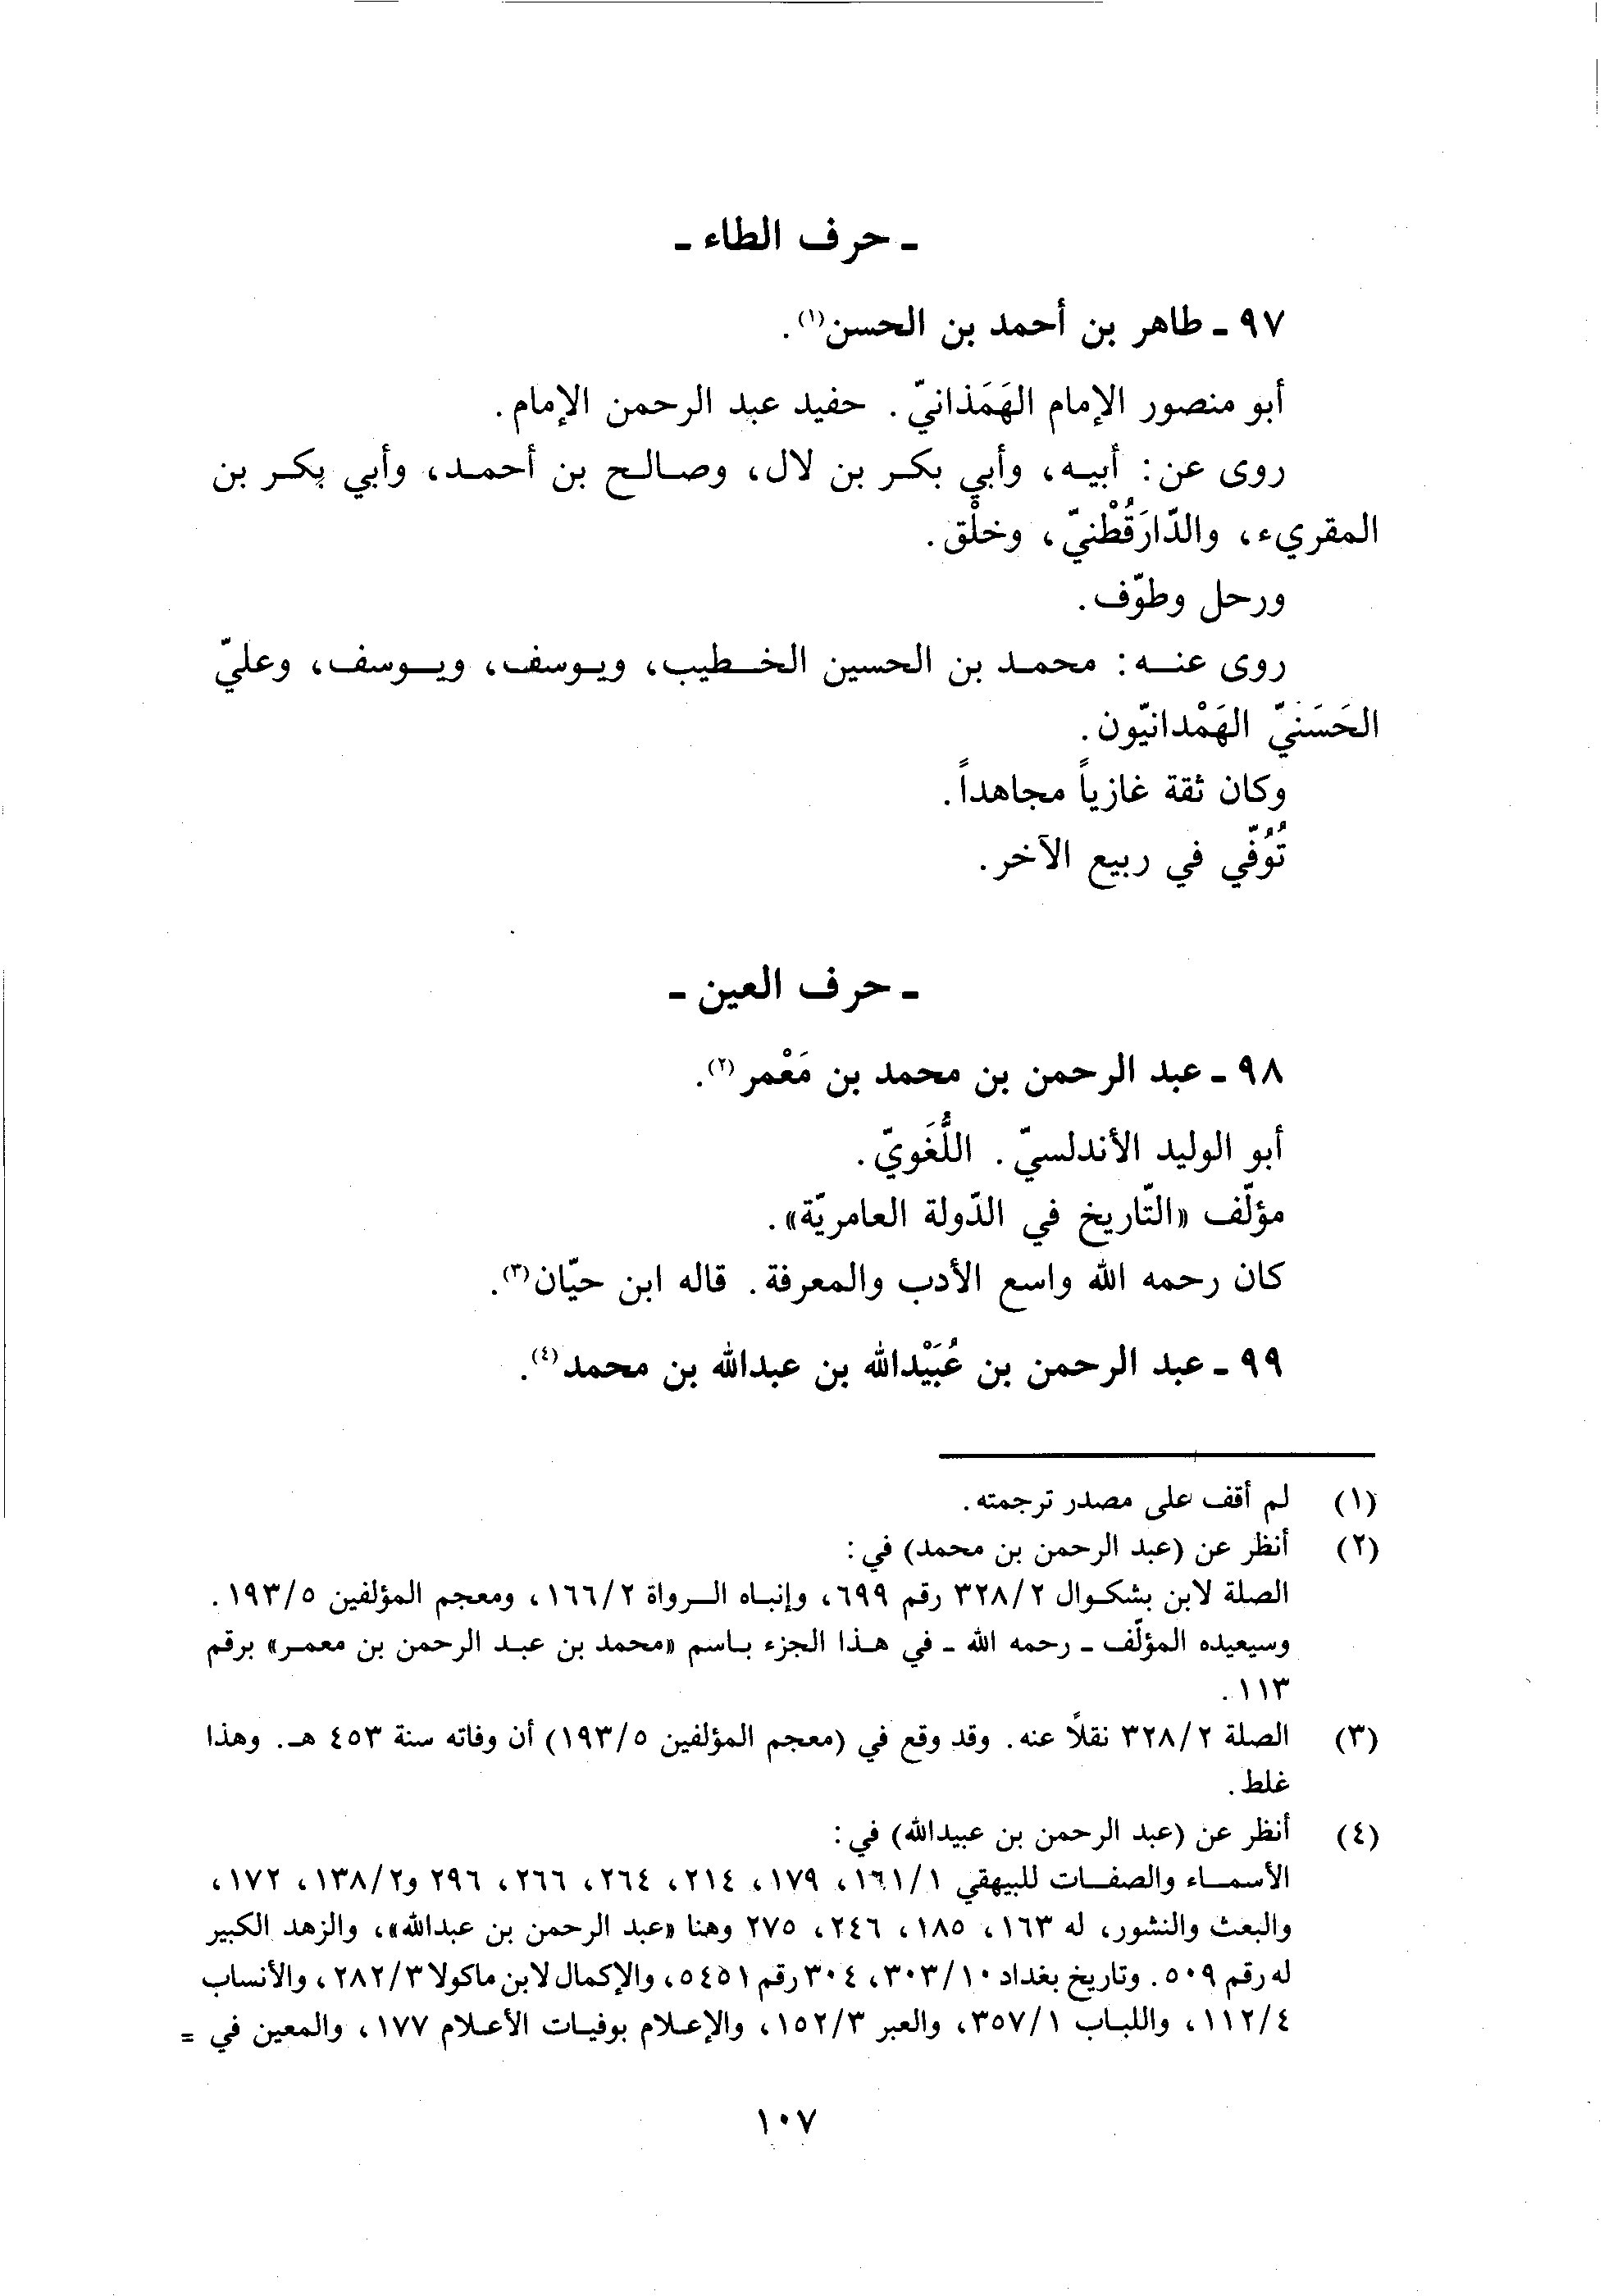 ـ حرف الطاء ـ
٩٧ ـ طاهر بن أحمد بن الحسن(١).
أبو منصور الإمام الهَمَذانيّ. حفيد عبد الرحمن الإمام.
روى عن: أبيه، وأبي بكر بن لال، وصالح بن أحمد، وأبي بكر بن
المقريء، والدّارَقُطْنيّ، وخلْق.
ورحل وطوّف.
روى عنه: محمد بن الحسين الخطيب، ويوسف، ويوسف، وعليّ
الحَسَنيّ الهَمْدانيّون.
وكان ثقة غازياً مجاهداً.
تُوُفّي في ربيع الآخر.
ـ حرف العين ـ
٩٨ ـ عبد الرحمن بن محمد بن مَعْمر(٢).
أبو الوليد الأندلسيّ. اللُّغَويّ.
مؤلّف «التّاريخ في الدّولة العامريّة».
كان رحمه الله واسع الأدب والمعرفة. قاله ابن حيّان(٣).
٩٩ ـ عبد الرحمن بن عُبَيْدالله بن عبدالله بن محمد(٤).
(١) لم أقف على مصدر ترجمته.
(٢) أنظر عن (عبد الرحمن بن محمد) في:
الصلة لابن بشكوال ٣٢٨/٢ رقم ٦٩٩، وإنباه الرواة ١٦٦/٢، ومعجم المؤلفين ١٩٣/٥.
وسيعيده المؤلّف ـ رحمه الله ـ في هذا الجزء باسم «محمد بن عبد الرحمن بن معمر» برقم
١١٣.
(٣) الصلة ٣٢٨/٢ نقلًا عنه. وقد وقع في (معجم المؤلفين ١٩٣/٥) أن وفاته سنة ٤٥٣ هـ. وهذا
غلط.
(٤) أنظر عن (عبد الرحمن بن عبيدالله) في:
الأسماء والصفات للبيهقي ١٦١/١، ١٧٩، ٢١٤، ٢٦٤، ٢٦٦، ٢٩٦ و١٣٨/٢، ١٧٢،
والبعث والنشور، له ١٦٣، ١٨٥، ٢٤٦، ٢٧٥ وهنا «عبد الرحمن بن عبدالله»، والزهد الكبير
له رقم ٥٠٩. وتاريخ بغداد ٣٠٣/١٠، ٣٠٤ رقم ٥٤٥١، والإكمال لابن ماكولا ٢٨٢/٣، والأنساب
١١٢/٤، واللباب ٣٥٧/١، والعبر ١٥٢/٣، والإعلام بوفيات الأعلام ١٧٧، والمعين في =
١٠٧